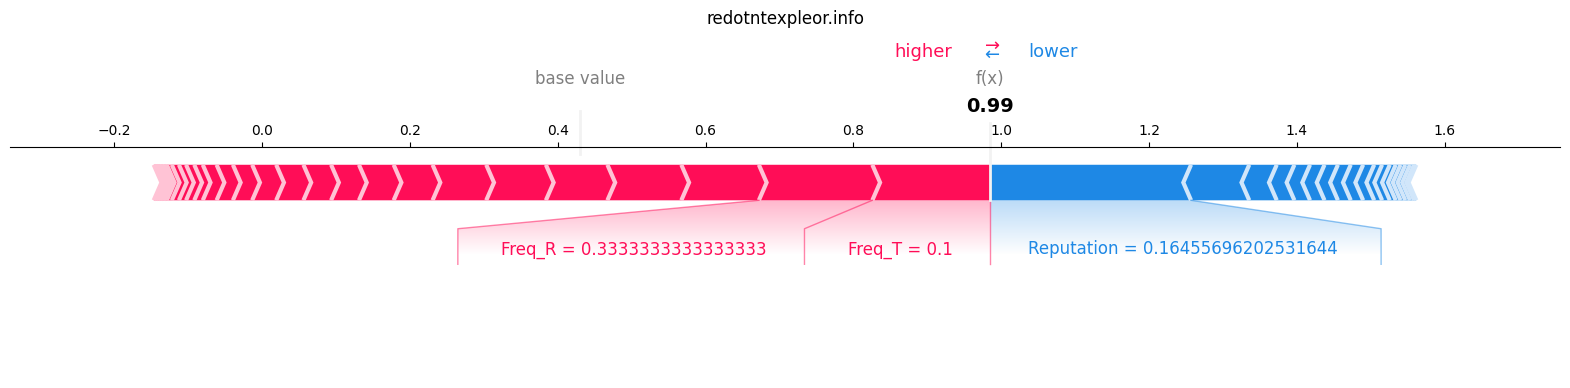 redotntexpleor.info
higher ⇄ lower
base value f(x)
0.99
−0.2 0.0 0.2 0.4 0.6 0.8 1.0 1.2 1.4 1.6
Freq_R = 0.3333333333333333 Freq_T = 0.1 Reputation = 0.16455696202531644